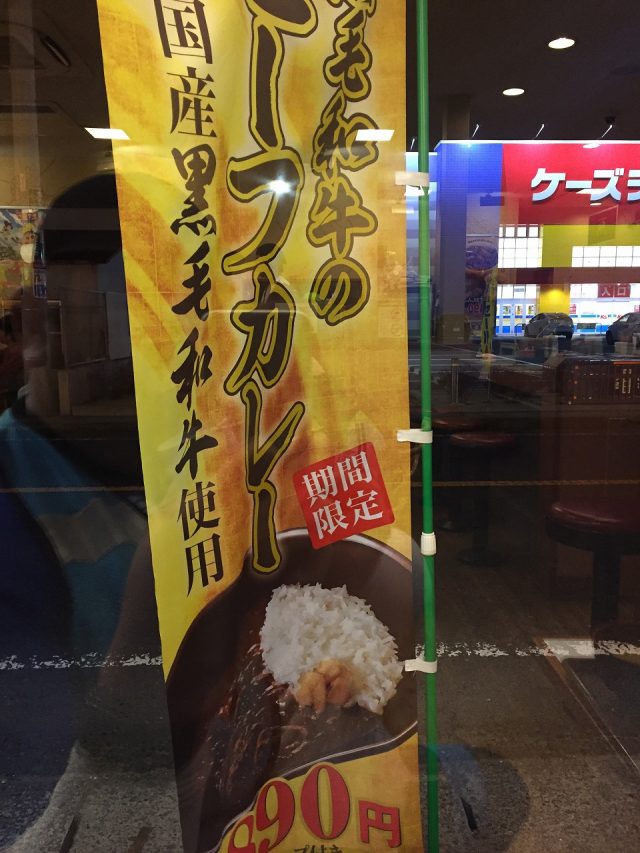 毛和牛の
ーフカレー
国産黒毛和牛使用
期間
限定
890円
ケーズ